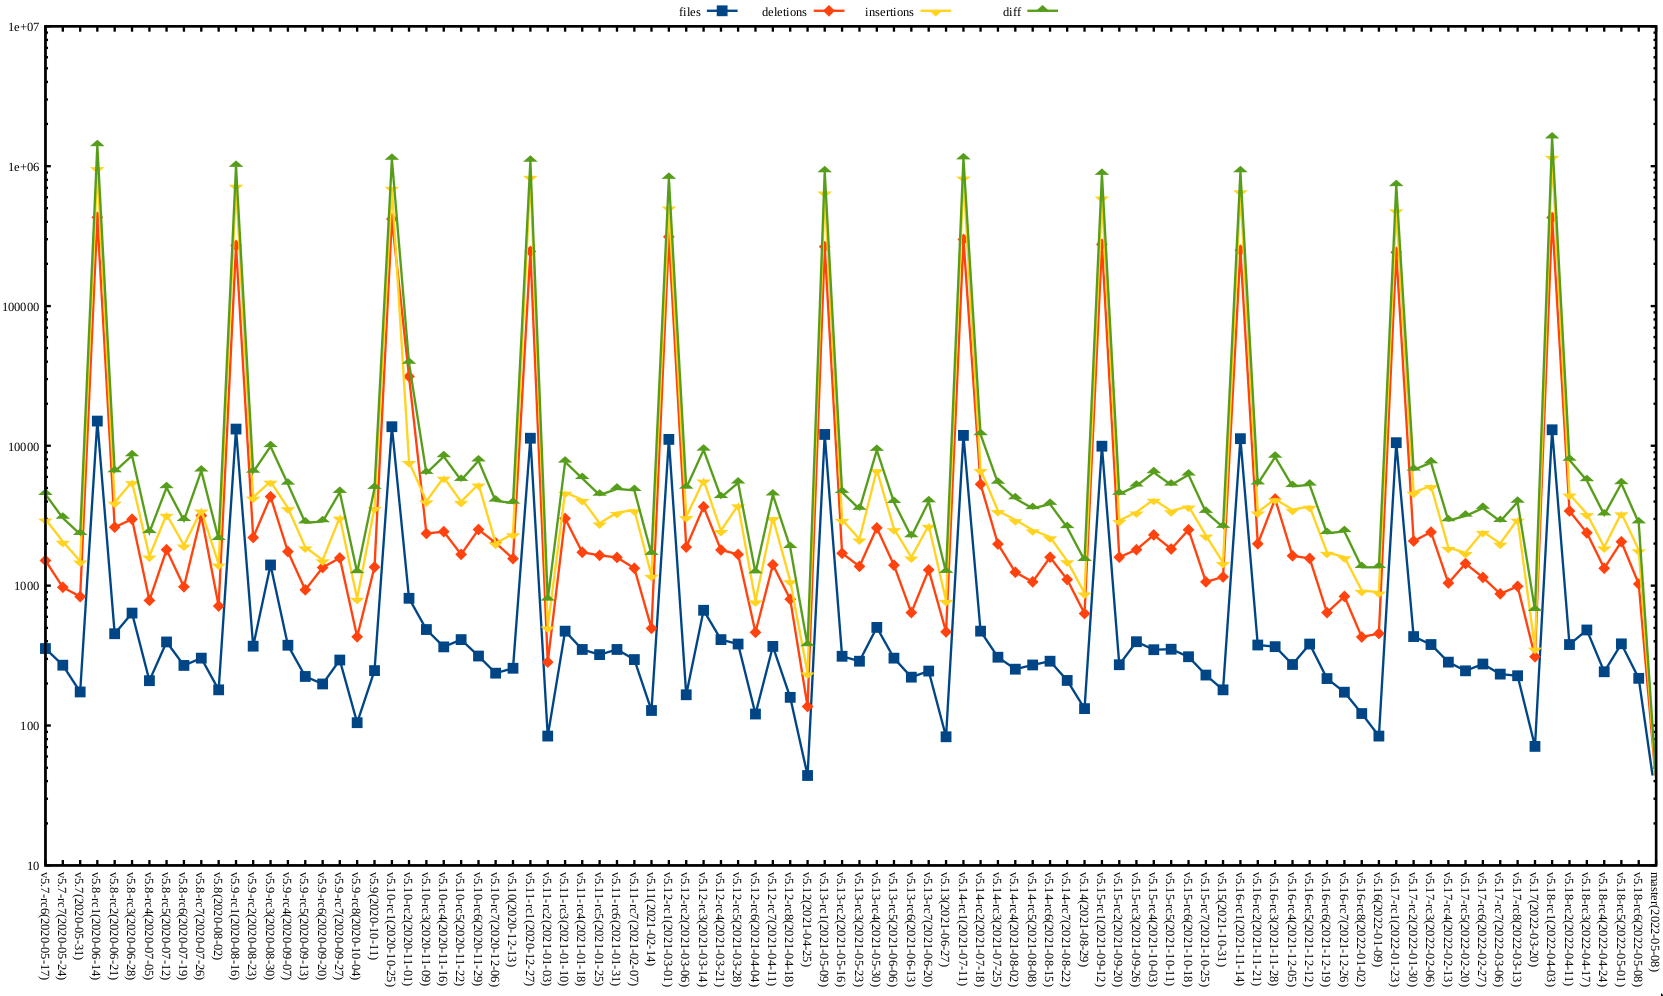 files
deletions
insertions
diff
1e+07
1e+06
100000
10000
1000
100
10
v5.7-rc6(2020-05-17)
v5.7-rc7(2020-05-24)
v5.7(2020-05-31)
v5.8-rc1(2020-06-14)
v5.8-rc2(2020-06-21)
v5.8-rc3(2020-06-28)
v5.8-rc4(2020-07-05)
v5.8-rc5(2020-07-12)
v5.8-rc6(2020-07-19)
v5.8-rc7(2020-07-26)
v5.8(2020-08-02)
v5.9-rc1(2020-08-16)
v5.9-rc2(2020-08-23)
v5.9-rc3(2020-08-30)
v5.9-rc4(2020-09-07)
v5.9-rc5(2020-09-13)
v5.9-rc6(2020-09-20)
v5.9-rc7(2020-09-27)
v5.9-rc8(2020-10-04)
v5.9(2020-10-11)
v5.10-rc1(2020-10-25)
v5.10-rc2(2020-11-01)
v5.10-rc3(2020-11-09)
v5.10-rc4(2020-11-16)
v5.10-rc5(2020-11-22)
v5.10-rc6(2020-11-29)
v5.10-rc7(2020-12-06)
v5.10(2020-12-13)
v5.11-rc1(2020-12-27)
v5.11-rc2(2021-01-03)
v5.11-rc3(2021-01-10)
v5.11-rc4(2021-01-18)
v5.11-rc5(2021-01-25)
v5.11-rc6(2021-01-31)
v5.11-rc7(2021-02-07)
v5.11(2021-02-14)
v5.12-rc1(2021-03-01)
v5.12-rc2(2021-03-06)
v5.12-rc3(2021-03-14)
v5.12-rc4(2021-03-21)
v5.12-rc5(2021-03-28)
v5.12-rc6(2021-04-04)
v5.12-rc7(2021-04-11)
v5.12-rc8(2021-04-18)
v5.12(2021-04-25)
v5.13-rc1(2021-05-09)
v5.13-rc2(2021-05-16)
v5.13-rc3(2021-05-23)
v5.13-rc4(2021-05-30)
v5.13-rc5(2021-06-06)
v5.13-rc6(2021-06-13)
v5.13-rc7(2021-06-20)
v5.13(2021-06-27)
v5.14-rc1(2021-07-11)
v5.14-rc2(2021-07-18)
v5.14-rc3(2021-07-25)
v5.14-rc4(2021-08-02)
v5.14-rc5(2021-08-08)
v5.14-rc6(2021-08-15)
v5.14-rc7(2021-08-22)
v5.14(2021-08-29)
v5.15-rc1(2021-09-12)
v5.15-rc2(2021-09-20)
v5.15-rc3(2021-09-26)
v5.15-rc4(2021-10-03)
v5.15-rc5(2021-10-11)
v5.15-rc6(2021-10-18)
v5.15-rc7(2021-10-25)
v5.15(2021-10-31)
v5.16-rc1(2021-11-14)
v5.16-rc2(2021-11-21)
v5.16-rc3(2021-11-28)
v5.16-rc4(2021-12-05)
v5.16-rc5(2021-12-12)
v5.16-rc6(2021-12-19)
v5.16-rc7(2021-12-26)
v5.16-rc8(2022-01-02)
v5.16(2022-01-09)
v5.17-rc1(2022-01-23)
v5.17-rc2(2022-01-30)
v5.17-rc3(2022-02-06)
v5.17-rc4(2022-02-13)
v5.17-rc5(2022-02-20)
v5.17-rc6(2022-02-27)
v5.17-rc7(2022-03-06)
v5.17-rc8(2022-03-13)
v5.17(2022-03-20)
v5.18-rc1(2022-04-03)
v5.18-rc2(2022-04-11)
v5.18-rc3(2022-04-17)
v5.18-rc4(2022-04-24)
v5.18-rc5(2022-05-01)
v5.18-rc6(2022-05-08)
master(2022-05-08)